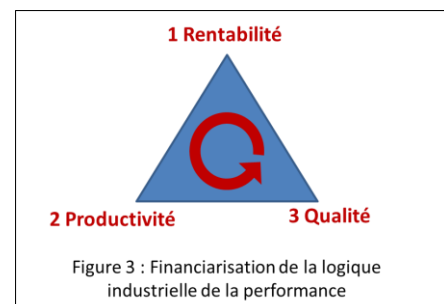 1 Rentabilité
2 Productivité
3 Qualité
Figure 3 : Financiarisation de la logique
industrielle de la performance